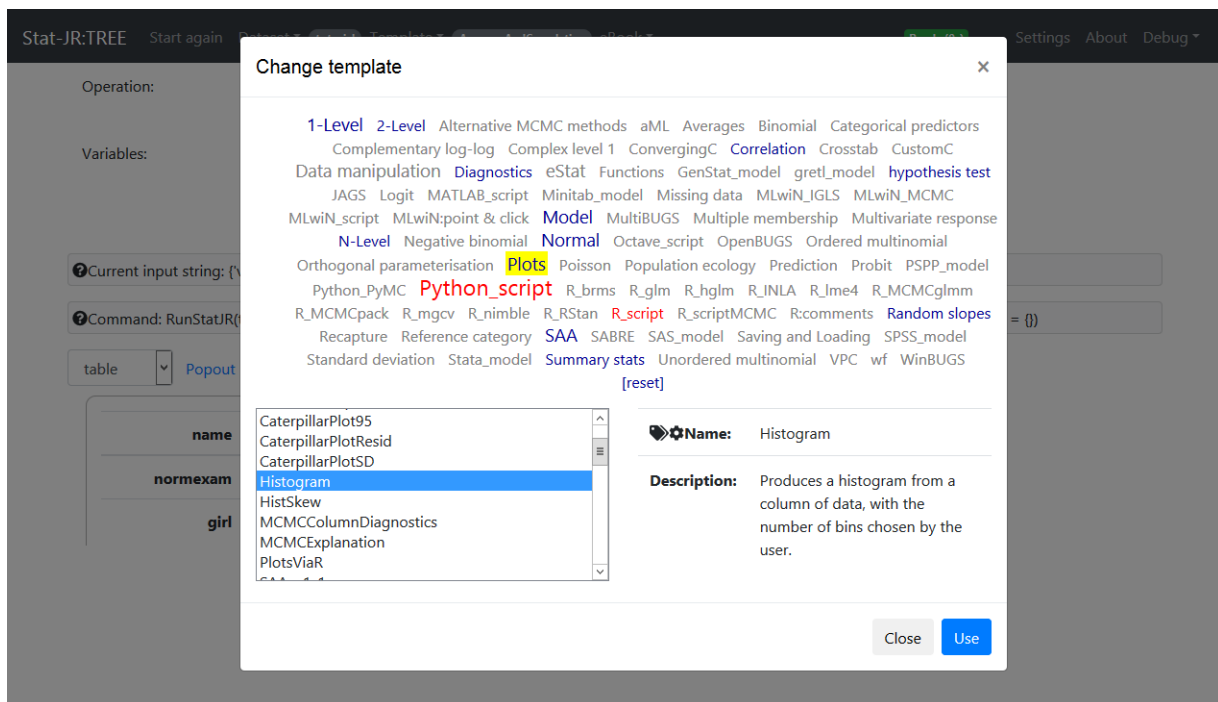 Stat-JR:TREE Start again Settings About Debug
Change template ×
Operation:
Variables:
1-Level 2-Level Alternative MCMC methods aML Averages Binomial Categorical predictors
Complementary log-log Complex level 1 ConvergingC Correlation Crosstab CustomC
Data manipulation Diagnostics eStat Functions GenStat_model gretl_model hypothesis test
JAGS Logit MATLAB_script Minitab_model Missing data MLwiN_IGLS MLwiN_MCMC
MLwiN_script MLwiN:point & click Model MultiBUGS Multiple membership Multivariate response
N-Level Negative binomial Normal Octave_script OpenBUGS Ordered multinomial
Orthogonal parameterisation Plots Poisson Population ecology Prediction Probit PSPP_model
Python_PyMC Python_script R_brms R_glm R_hglm R_INLA R_lme4 R_MCMCglmm
R_MCMCpack R_mgcv R_nimble R_RStan R_script R_scriptMCMC R:comments Random slopes
Recapture Reference category SAA SABRE SAS_model Saving and Loading SPSS_model
Standard deviation Stata_model Summary stats Unordered multinomial VPC wf WinBUGS
[reset]
Current input string: {'
Command: RunStatJR( = {})
table Popout
name
normexam
girl
CaterpillarPlot95
CaterpillarPlotResid
CaterpillarPlotSD
Histogram
HistSkew
MCMCColumnDiagnostics
MCMCExplanation
PlotsViaR
Name: Histogram
Description: Produces a histogram from a
column of data, with the
number of bins chosen by the
user.
Close Use